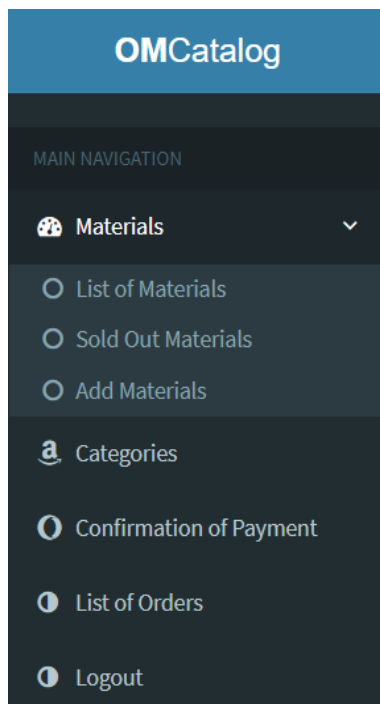 OMCatalog
MAIN NAVIGATION
Materials
List of Materials
Sold Out Materials
Add Materials
Categories
Confirmation of Payment
List of Orders
Logout